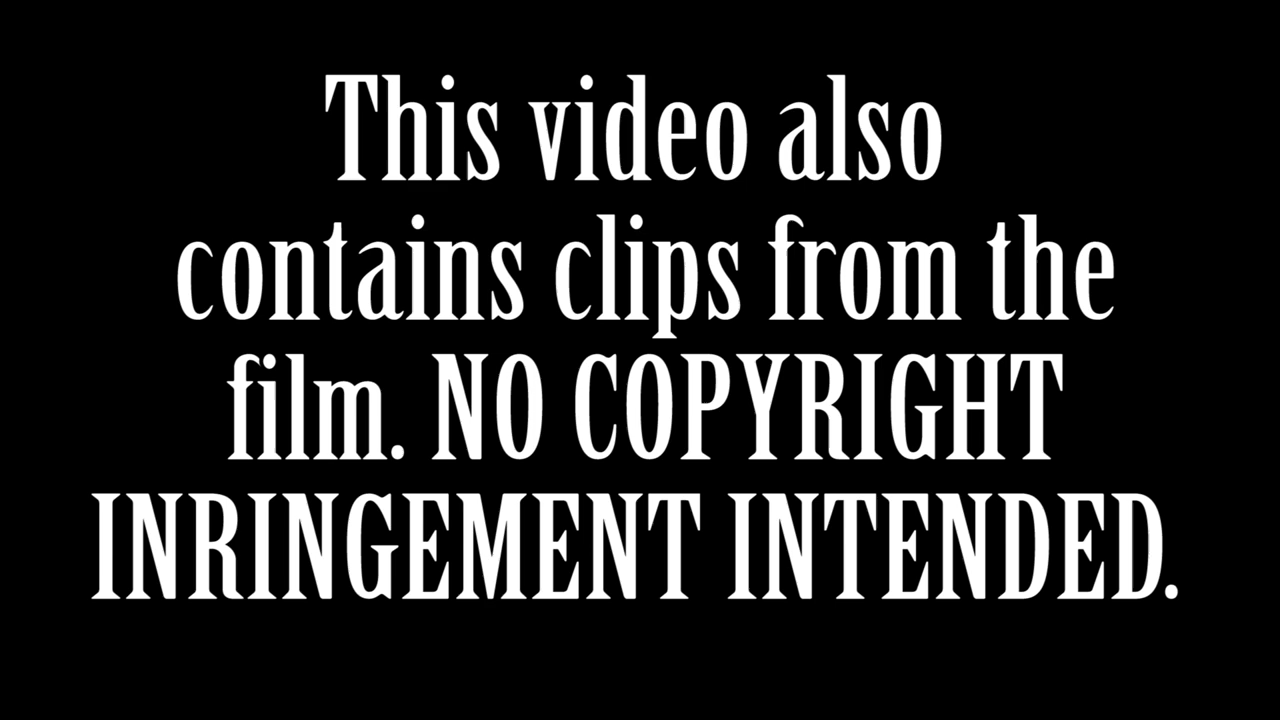 This video also
contains clips from the
film. NO COPYRIGHT
INRINGEMENT INTENDED.